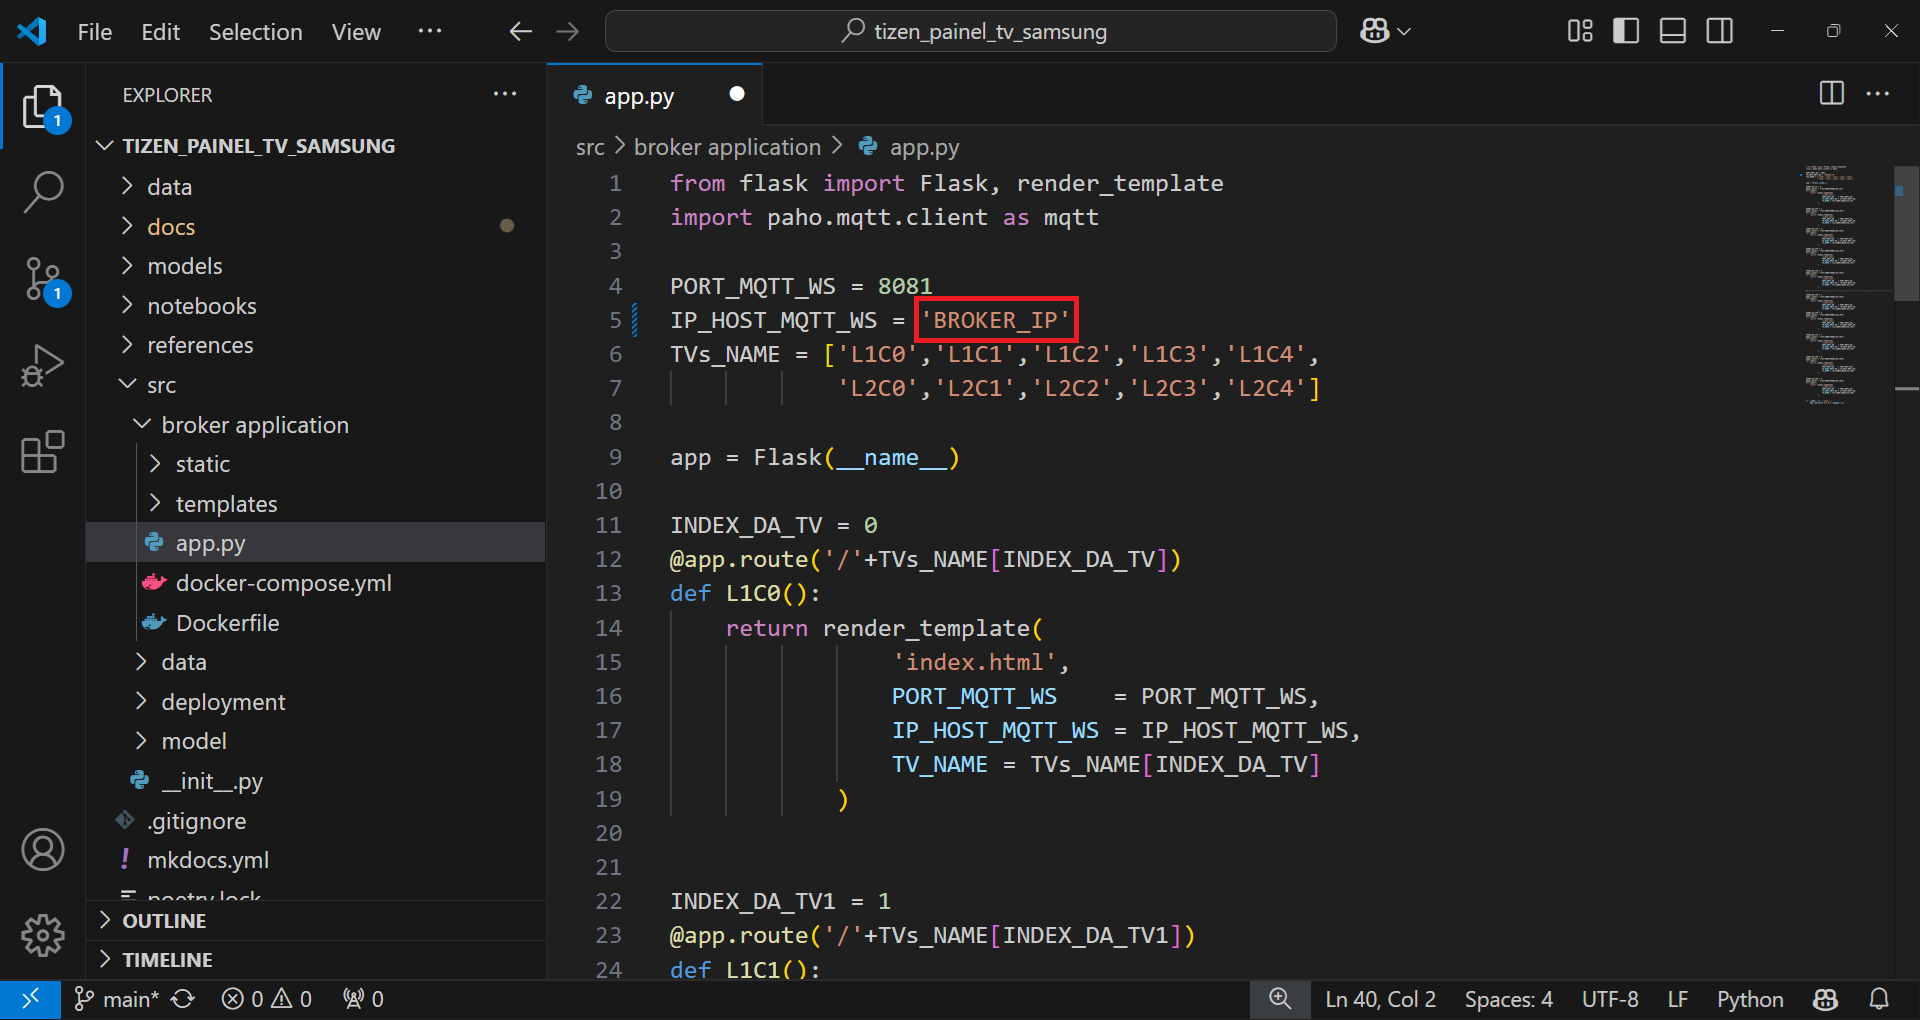 File Edit Selection View ···
tizen_painel_tv_samsung
EXPLORER ···
1
1
TIZEN_PAINEL_TV_SAMSUNG
data
docs
models
notebooks
references
src
broker application
static
templates
app.py
docker-compose.yml
Dockerfile
data
deployment
model
__init__.py
.gitignore
mkdocs.yml
poetry.lock
OUTLINE
TIMELINE
app.py
src > broker application > app.py
1 from flask import Flask, render_template
2 import paho.mqtt.client as mqtt
3
4 PORT_MQTT_WS = 8081
5 IP_HOST_MQTT_WS = 'BROKER_IP'
6 TVs_NAME = ['L1C0','L1C1','L1C2','L1C3','L1C4',
7 'L2C0','L2C1','L2C2','L2C3','L2C4']
8
9 app = Flask(__name__)
10
11 INDEX_DA_TV = 0
12 @app.route('/'+TVs_NAME[INDEX_DA_TV])
13 def L1C0():
14 return render_template(
15 'index.html',
16 PORT_MQTT_WS = PORT_MQTT_WS,
17 IP_HOST_MQTT_WS = IP_HOST_MQTT_WS,
18 TV_NAME = TVs_NAME[INDEX_DA_TV]
19 )
20
21
22 INDEX_DA_TV1 = 1
23 @app.route('/'+TVs_NAME[INDEX_DA_TV1])
24 def L1C1():
main* 0 0 0 Ln 40, Col 2 Spaces: 4 UTF-8 LF Python